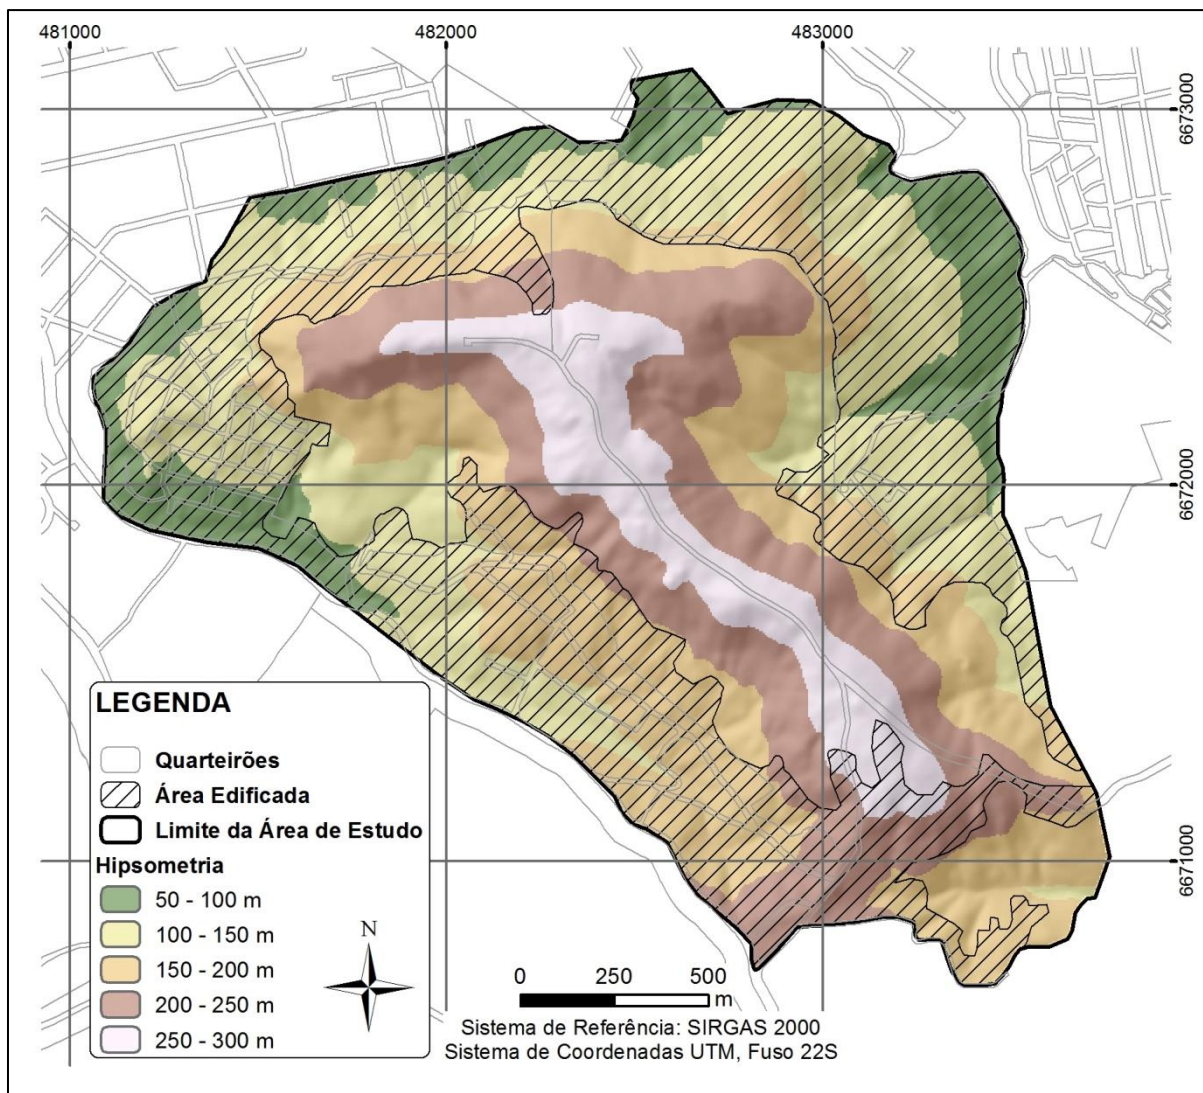 481000 482000 483000
6673000
6672000
6671000
LEGENDA
Quarteirões
Área Edificada
Limite da Área de Estudo
Hipsometria
50 - 100 m
100 - 150 m
150 - 200 m
200 - 250 m
250 - 300 m
N
0 250 500
m
Sistema de Referência: SIRGAS 2000
Sistema de Coordenadas UTM, Fuso 22S